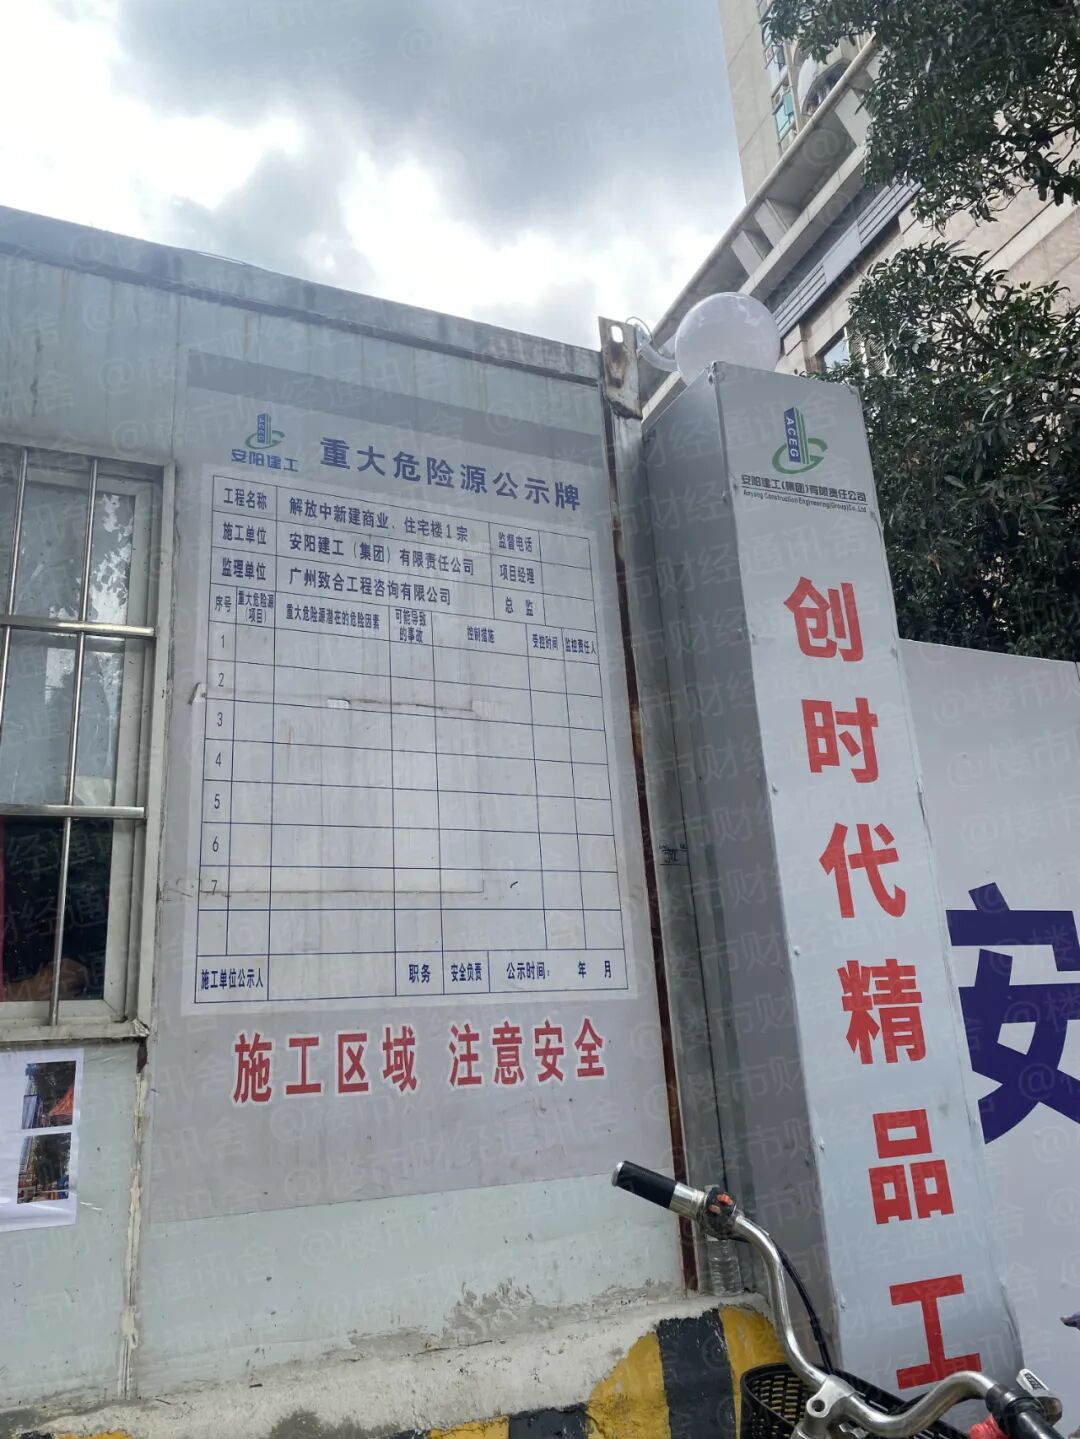 安阳建工
重大危险源公示牌
工程名称 解放中新建商业、住宅楼1宗 监督电话
施工单位 安阳建工（集团）有限责任公司 项目经理
监理单位 广州致合工程咨询有限公司 总 监
序号 重大危险源（项目） 重大危险源潜在的危险因素 可能导致的事故 控制措施 受控时间 监控责任人
1
2
3
4
5
6
7
施工单位公示人 职务 安全负责 公示时间： 年 月
施工区域 注意安全
ACEG
安阳建工(集团)有限责任公司
Anyang Construction Engineering(Group)Co.,Ltd
创时代精品工
安
@楼市财经通讯舍